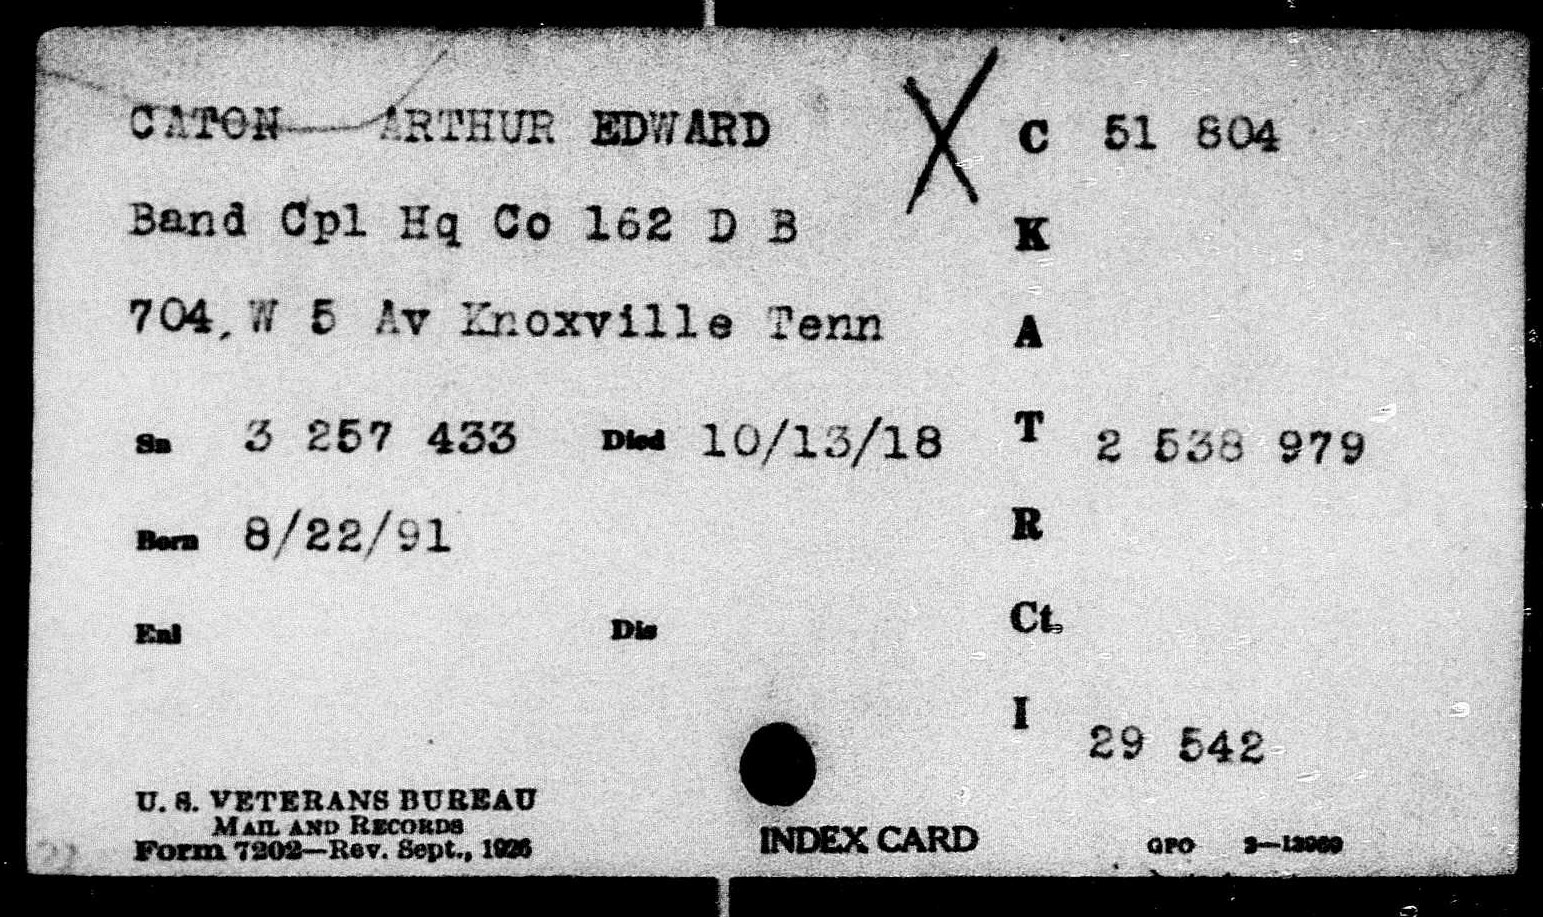 CATON ARTHUR EDWARD C 51 804
Band Cpl Hq Co 162 D B K
704, W 5 Av Knoxville Tenn A
Sn 3 257 433 Died 10/13/18 T 2 538 979
Born 8/22/91 R
Enl Dis Ct.
I 29 542
U. S. VETERANS BUREAU
MAIL AND RECORDS
Form 7202—Rev. Sept., 1926
INDEX CARD GPO